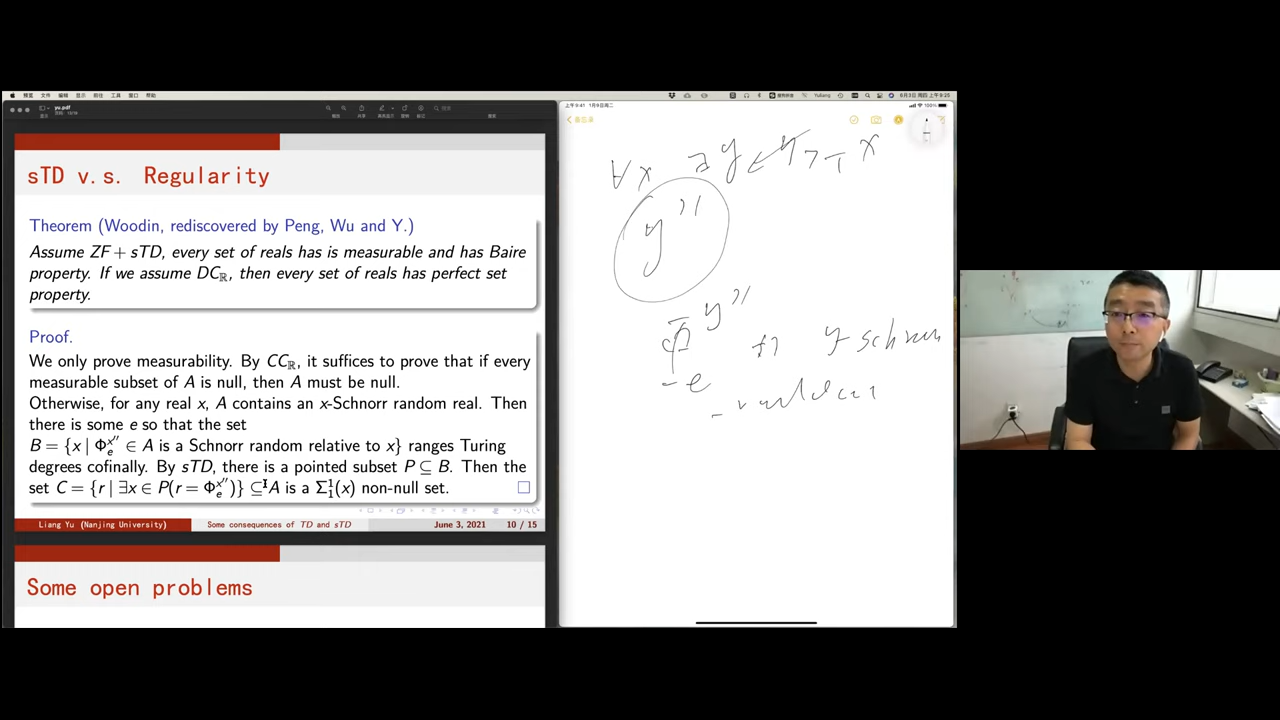 yu.pdf
sTD v.s. Regularity
Theorem (Woodin, rediscovered by Peng, Wu and Y.)
Assume ZF + sTD, every set of reals has is measurable and has Baire
property. If we assume DC_ℝ, then every set of reals has perfect set
property.
Proof.
We only prove measurability. By CC_ℝ, it suffices to prove that if every
measurable subset of A is null, then A must be null.
Otherwise, for any real x, A contains an x-Schnorr random real. Then
there is some e so that the set
B = {x | Φ_e^{x''} ∈ A is a Schnorr random relative to x} ranges Turing
degrees cofinally. By sTD, there is a pointed subset P ⊆ B. Then the
set C = {r | ∃x ∈ P(r = Φ_e^{x''})} ⊆ A is a Σ^1_1(x) non-null set.
Liang Yu (Nanjing University) Some consequences of TD and sTD June 3, 2021 10 / 15
Some open problems
∀x ∃y
x
y''
Φ_e^{y''}
y schnorr